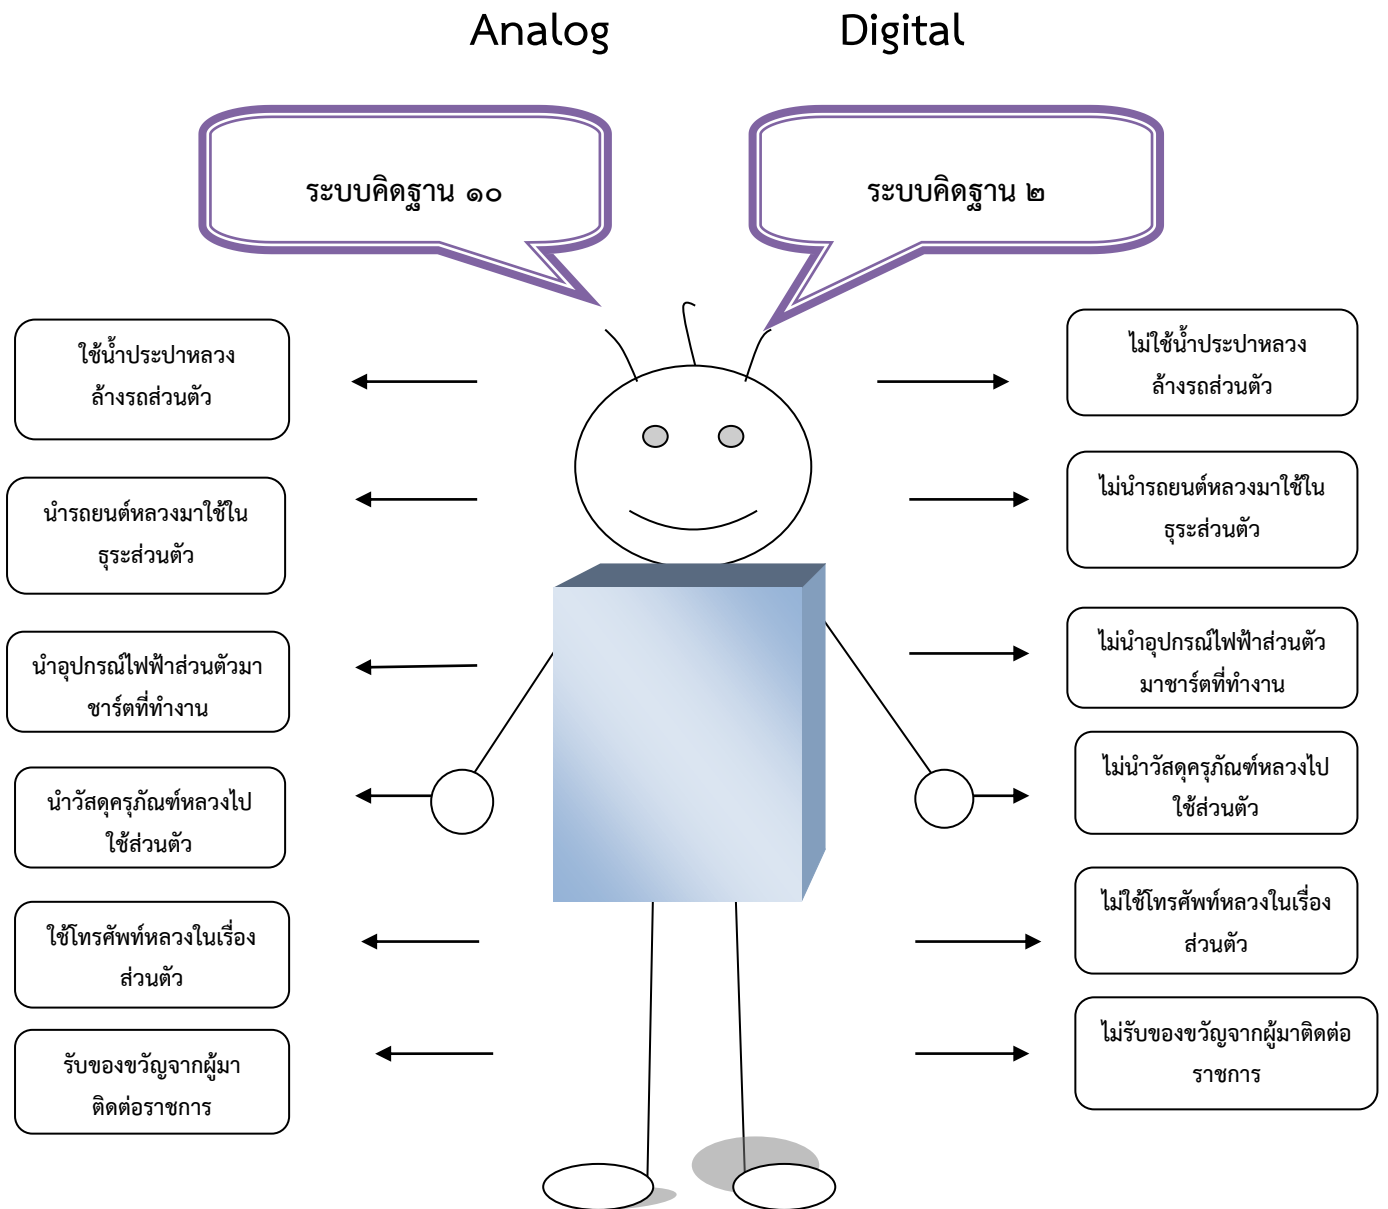 Analog
Digital
ระบบคิดฐาน ๑๐
ระบบคิดฐาน ๒
ใช้น้ำประปาหลวง
ล้างรถส่วนตัว
นำรถยนต์หลวงมาใช้ใน
ธุระส่วนตัว
นำอุปกรณ์ไฟฟ้าส่วนตัวมา
ชาร์ตที่ทำงาน
นำวัสดุครุภัณฑ์หลวงไป
ใช้ส่วนตัว
ใช้โทรศัพท์หลวงในเรื่อง
ส่วนตัว
รับของขวัญจากผู้มา
ติดต่อราชการ
ไม่ใช้น้ำประปาหลวง
ล้างรถส่วนตัว
ไม่นำรถยนต์หลวงมาใช้ใน
ธุระส่วนตัว
ไม่นำอุปกรณ์ไฟฟ้าส่วนตัว
มาชาร์ตที่ทำงาน
ไม่นำวัสดุครุภัณฑ์หลวงไป
ใช้ส่วนตัว
ไม่ใช้โทรศัพท์หลวงในเรื่อง
ส่วนตัว
ไม่รับของขวัญจากผู้มาติดต่อ
ราชการ